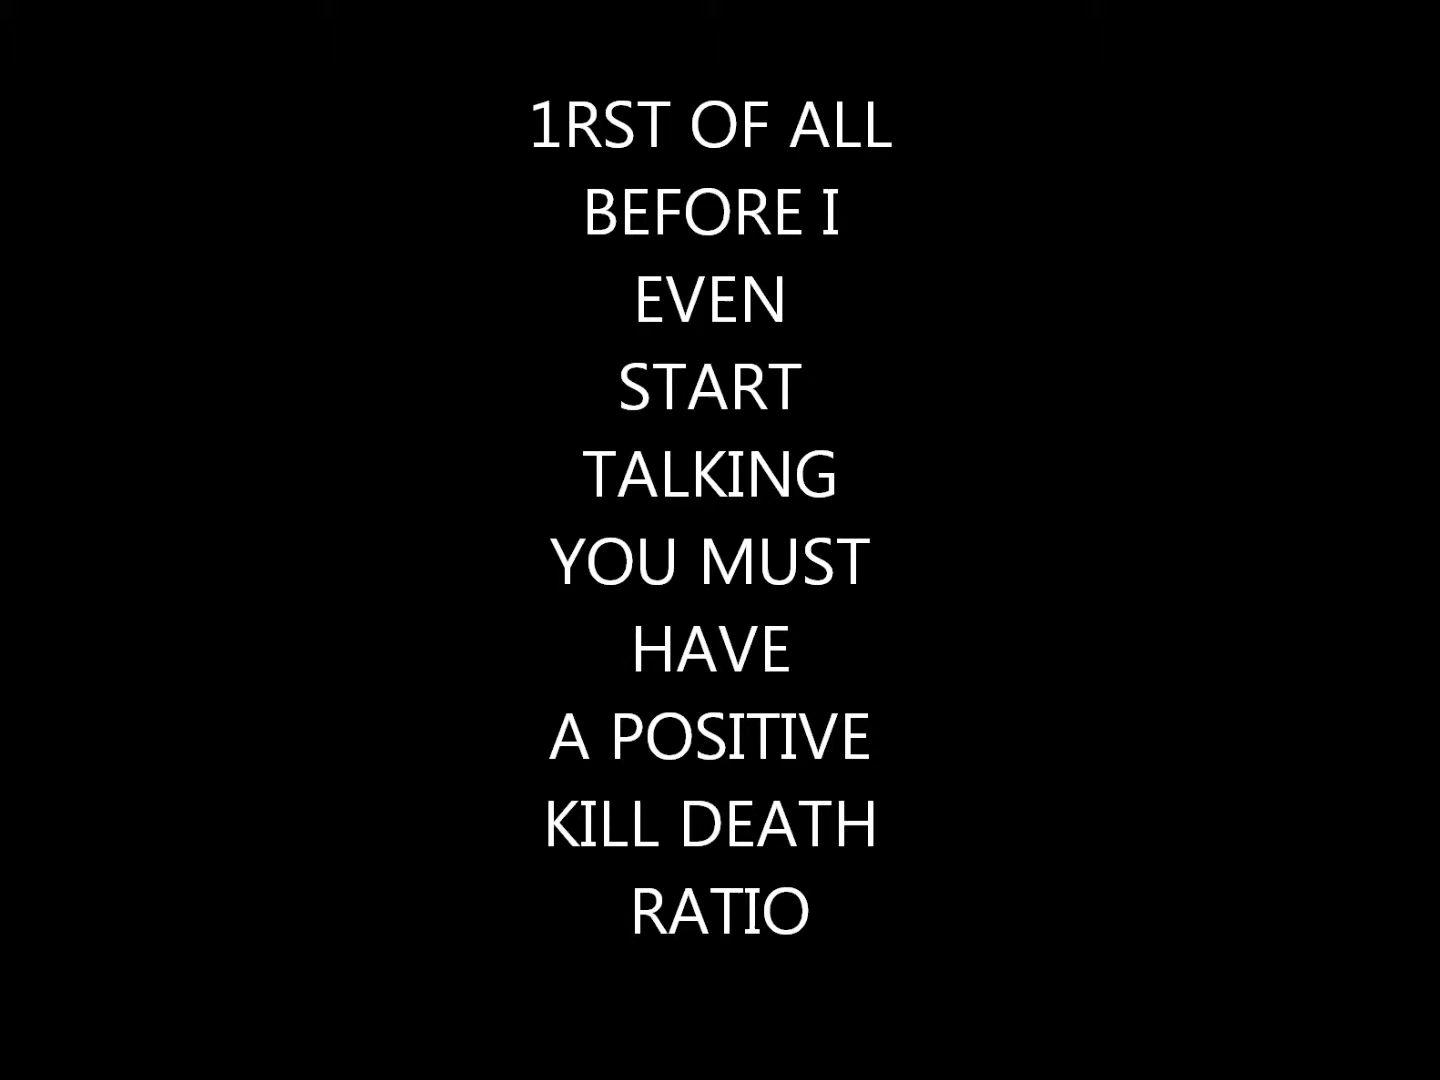 1RST OF ALL
BEFORE I
EVEN
START
TALKING
YOU MUST
HAVE
A POSITIVE
KILL DEATH
RATIO